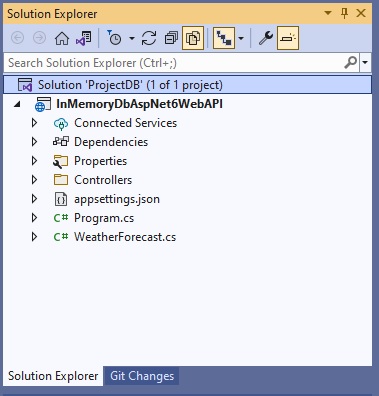 Solution Explorer
Search Solution Explorer (Ctrl+;)
Solution 'ProjectDB' (1 of 1 project)
InMemoryDbAspNet6WebAPI
Connected Services
Dependencies
Properties
Controllers
appsettings.json
C# Program.cs
C# WeatherForecast.cs
Solution Explorer Git Changes